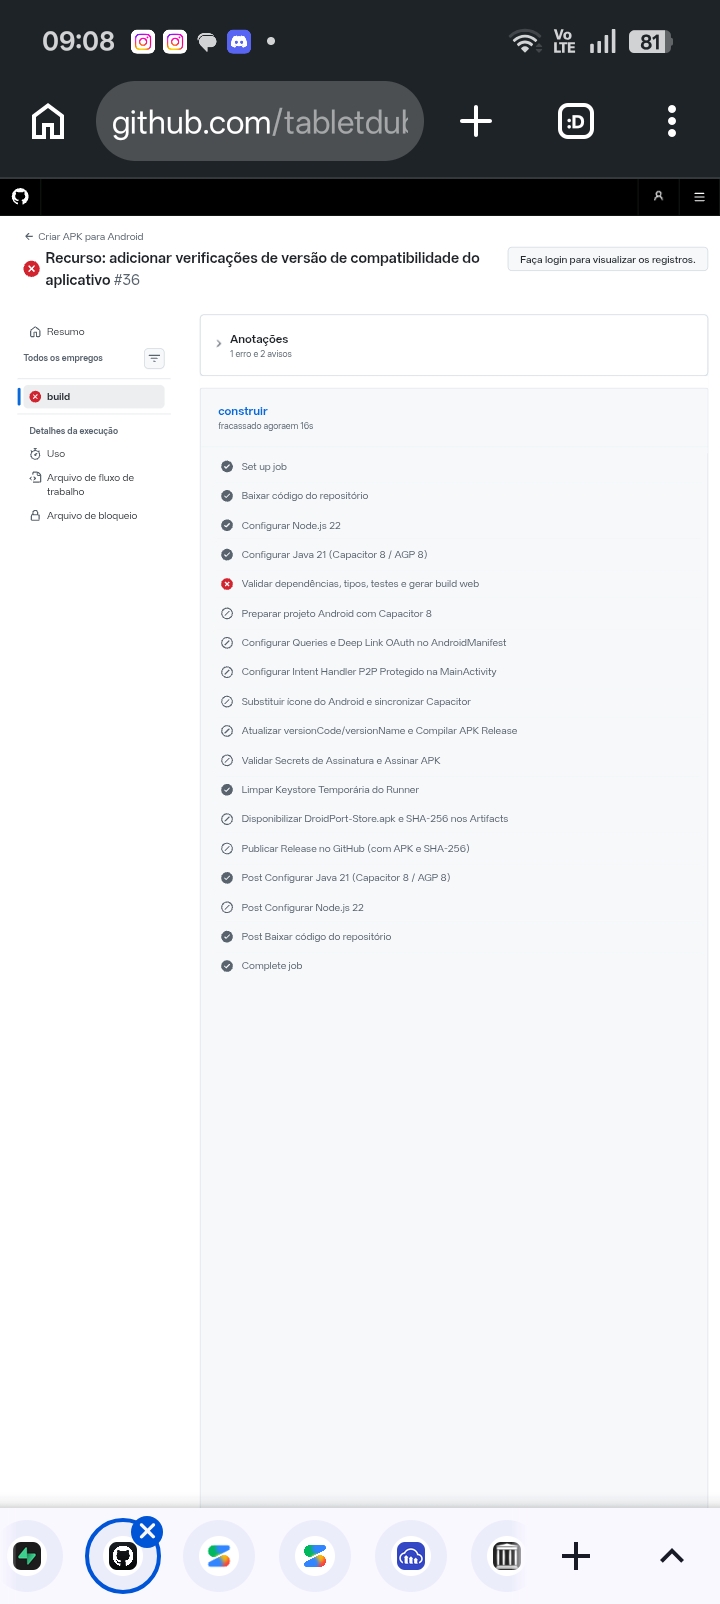 09:08
Vo
LTE
81
github.com/tabletdub
:D
Criar APK para Android
Recurso: adicionar verificações de versão de compatibilidade do
aplicativo #36
Faça login para visualizar os registros.
Resumo
Todos os empregos
build
Detalhes da execução
Uso
Arquivo de fluxo de
trabalho
Arquivo de bloqueio
Anotações
1 erro e 2 avisos
construir
fracassado agoraem 16s
Set up job
Baixar código do repositório
Configurar Node.js 22
Configurar Java 21 (Capacitor 8 / AGP 8)
Validar dependências, tipos, testes e gerar build web
Preparar projeto Android com Capacitor 8
Configurar Queries e Deep Link OAuth no AndroidManifest
Configurar Intent Handler P2P Protegido na MainActivity
Substituir ícone do Android e sincronizar Capacitor
Atualizar versionCode/versionName e Compilar APK Release
Validar Secrets de Assinatura e Assinar APK
Limpar Keystore Temporária do Runner
Disponibilizar DroidPort-Store.apk e SHA-256 nos Artifacts
Publicar Release no GitHub (com APK e SHA-256)
Post Configurar Java 21 (Capacitor 8 / AGP 8)
Post Configurar Node.js 22
Post Baixar código do repositório
Complete job